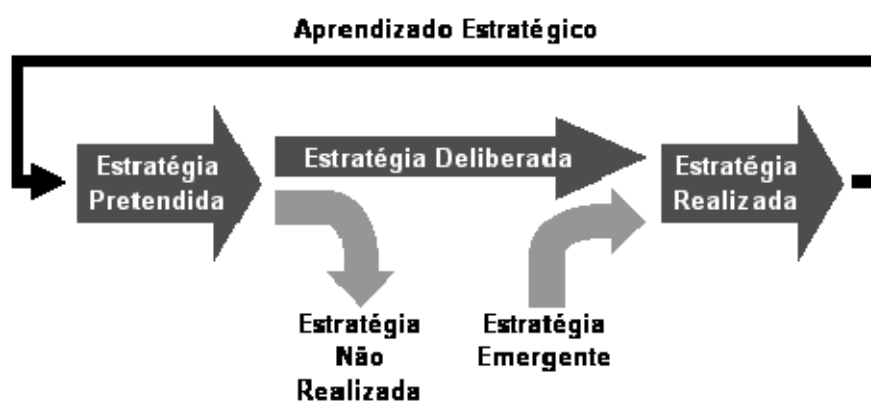 Aprendizado Estratégico
Estratégia
Pretendida
Estratégia Deliberada
Estratégia
Realizada
Estratégia
Não
Realizada
Estratégia
Emergente